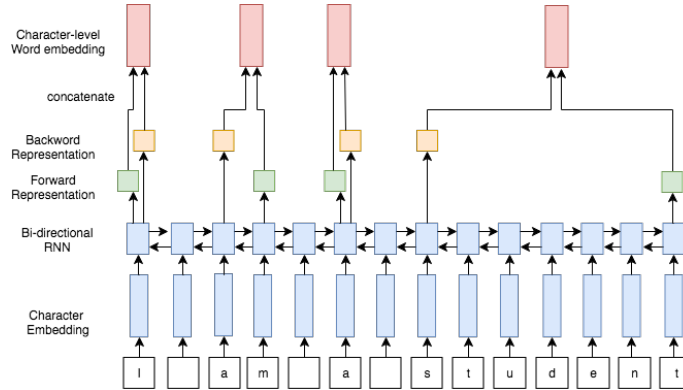 Character-level
Word embedding
concatenate
Backword
Representation
Forward
Representation
Bi-directional
RNN
Character
Embedding
I a m a s t u d e n t